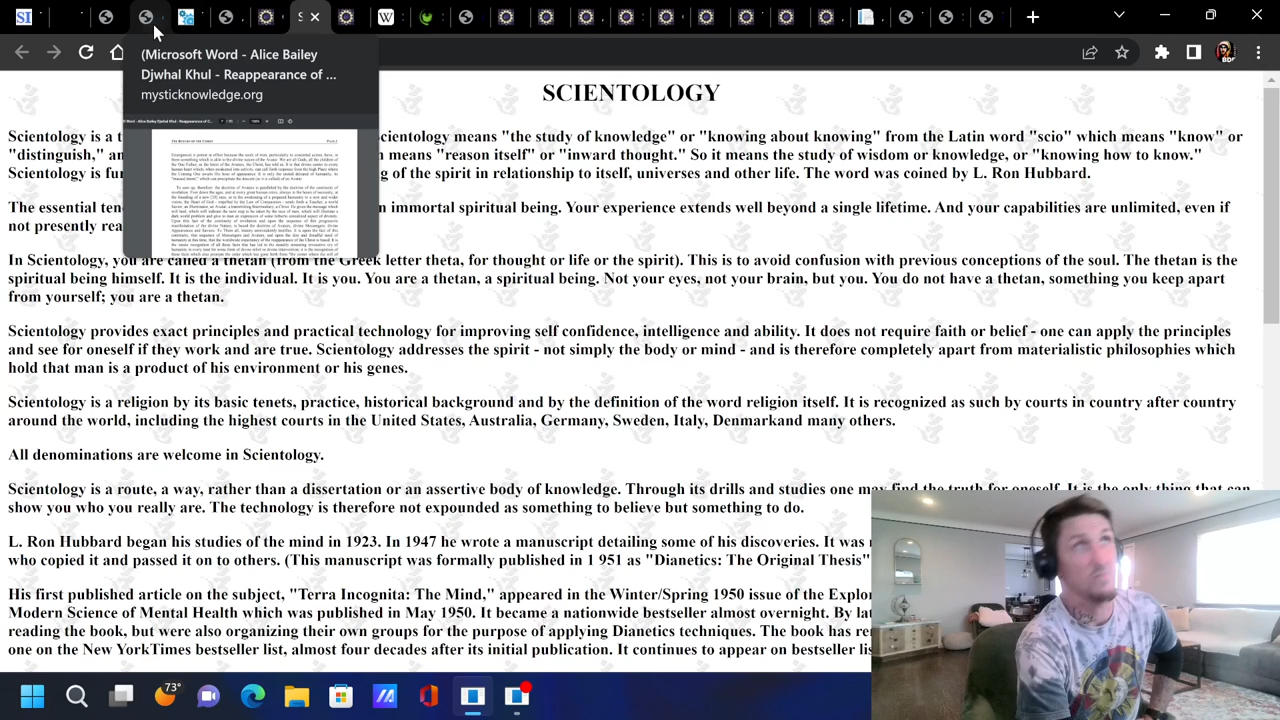 SI
W
(Microsoft Word - Alice Bailey
Djwhal Khul - Reappearance of ...
mysticknowledge.org
SCIENTOLOGY
Scientology is a t cientology means "the study of knowledge" or "knowing about knowing" from the Latin word "scio" which means "know" or
"distinguish," an n means "reason itself" or "inward thought." So it means the study of wis of knowledge, or "knowing how to know."
Scientology is fur g of the spirit in relationship to itself, universes and other life. The word was coined by L. Ron Hubbard.
The essential ten n immortal spiritual being. Your experience extends well beyond a single lifetime. And your capabilities are unlimited, even if
not presently rea
In Scientology, you are called a thetan (from the Greek letter theta, for thought or life or the spirit). This is to avoid confusion with previous conceptions of the soul. The thetan is the
spiritual being himself. It is the individual. It is you. You are a thetan, a spiritual being. Not your eyes, not your brain, but you. You do not have a thetan, something you keep apart
from yourself; you are a thetan.
Scientology provides exact principles and practical technology for improving self confidence, intelligence and ability. It does not require faith or belief - one can apply the principles
and see for oneself if they work and are true. Scientology addresses the spirit - not simply the body or mind - and is therefore completely apart from materialistic philosophies which
hold that man is a product of his environment or his genes.
Scientology is a religion by its basic tenets, practice, historical background and by the definition of the word religion itself. It is recognized as such by courts in country after country
around the world, including the highest courts in the United States, Australia, Germany, Sweden, Italy, Denmarkand many others.
All denominations are welcome in Scientology.
Scientology is a route, a way, rather than a dissertation or an assertive body of knowledge. Through its drills and studies one may find the truth for oneself. It is the only thing that can
show you who you really are. The technology is therefore not expounded as something to believe but something to do.
L. Ron Hubbard began his studies of the mind in 1923. In 1947 he wrote a manuscript detailing some of his discoveries. It was
who copied it and passed it on to others. (This manuscript was formally published in 1 951 as "Dianetics: The Original Thesis"
His first published article on the subject, "Terra Incognita: The Mind," appeared in the Winter/Spring 1950 issue of the Explor
Modern Science of Mental Health which was published in May 1950. It became a nationwide bestseller almost overnight. By lat
reading the book, but were also organizing their own groups for the purpose of applying Dianetics techniques. The book has re
one on the New YorkTimes bestseller list, almost four decades after its initial publication. It continues to appear on bestseller lis
73°